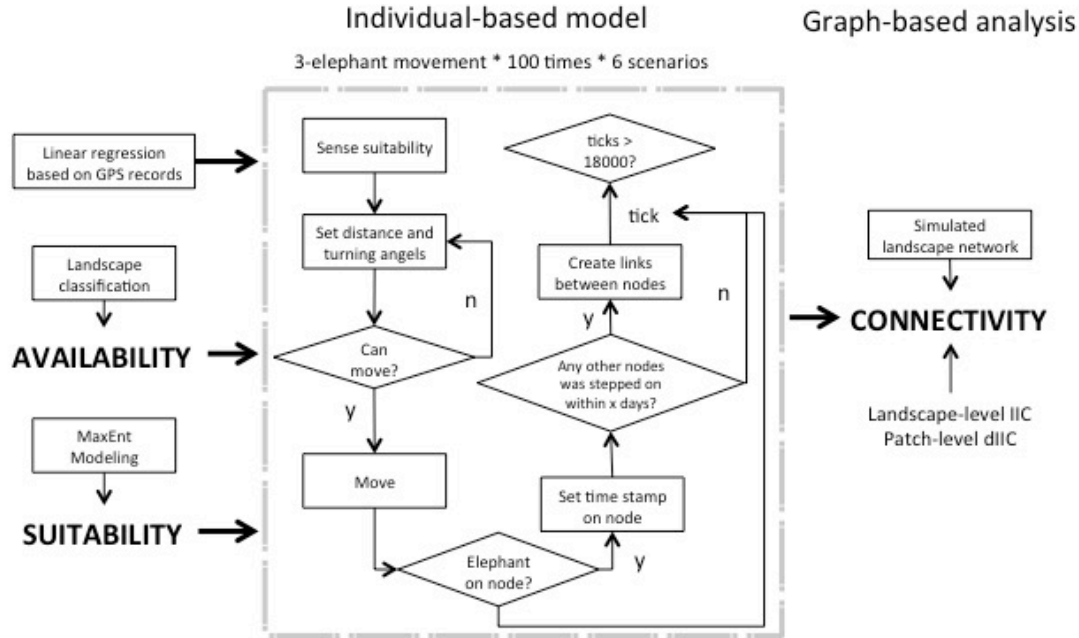 Individual-based model
Graph-based analysis
3-elephant movement * 100 times * 6 scenarios
Linear regression
based on GPS records
Landscape
classification
AVAILABILITY
MaxEnt
Modeling
SUITABILITY
Sense suitability
Set distance and
turning angels
n
Can
move?
y
Move
Elephant
on node?
y
Set time stamp
on node
Any other nodes
was stepped on
within x days?
y
n
Create links
between nodes
tick
ticks >
18000?
Simulated
landscape network
CONNECTIVITY
Landscape-level IIC
Patch-level dIIC